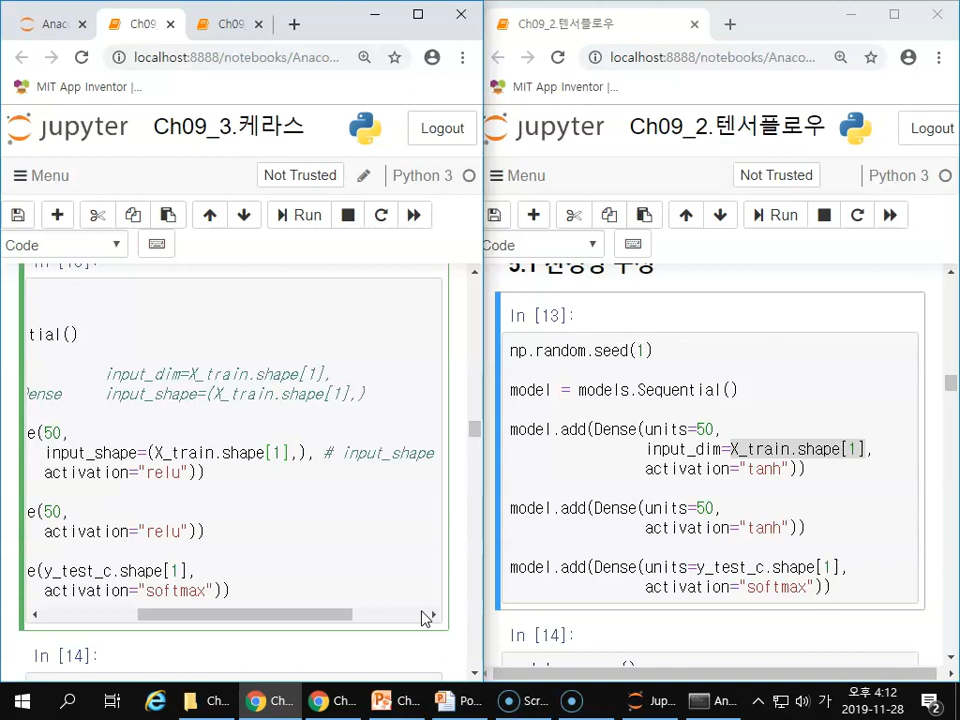 Anac
Ch09
Ch09
Ch09_2.텐서플로우
localhost:8888/notebooks/Anaco...
localhost:8888/notebooks/Anaco...
MIT App Inventor |...
MIT App Inventor |...
jupyter Ch09_3.케라스
Logout
jupyter Ch09_2.텐서플로우
Logout
Menu
Not Trusted
Python 3
Menu
Not Trusted
Python 3
Run
Run
Code
Code
tial()
input_dim=X_train.shape[1],
Dense input_shape=(X_train.shape[1],)
e(50,
input_shape=(X_train.shape[1],), # input_shape
activation="relu"))
e(50,
activation="relu"))
e(y_test_c.shape[1],
activation="softmax"))
In [14]:
In [13]:
np.random.seed(1)
model = models.Sequential()
model.add(Dense(units=50,
input_dim=X_train.shape[1],
activation="tanh"))
model.add(Dense(units=50,
activation="tanh"))
model.add(Dense(units=y_test_c.shape[1],
activation="softmax"))
In [14]:
Ch...
Ch...
Ch...
Ch...
Po...
Scr...
Jup...
An...
가
오후 4:12
2019-11-28
2